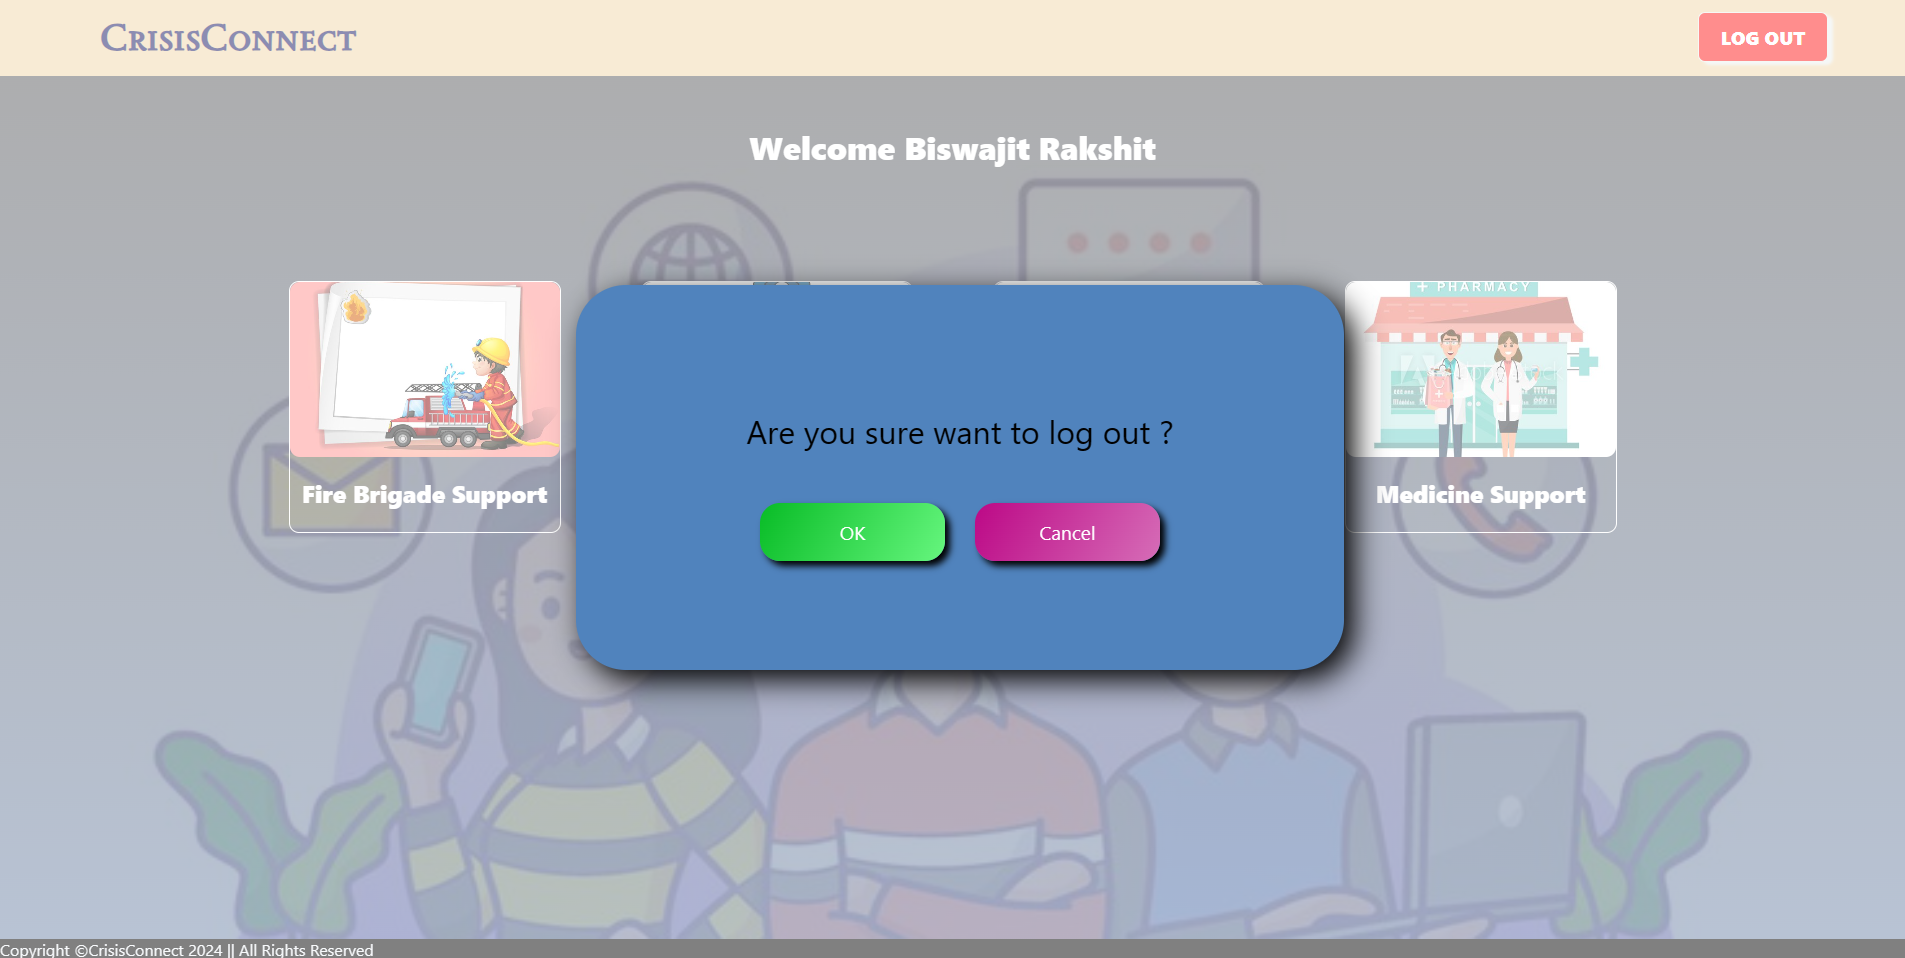 CrisisConnect
LOG OUT
Welcome Biswajit Rakshit
+ PHARMACY
Fire Brigade Support
Medicine Support
Are you sure want to log out ?
OK
Cancel
Copyright ©CrisisConnect 2024 || All Rights Reserved